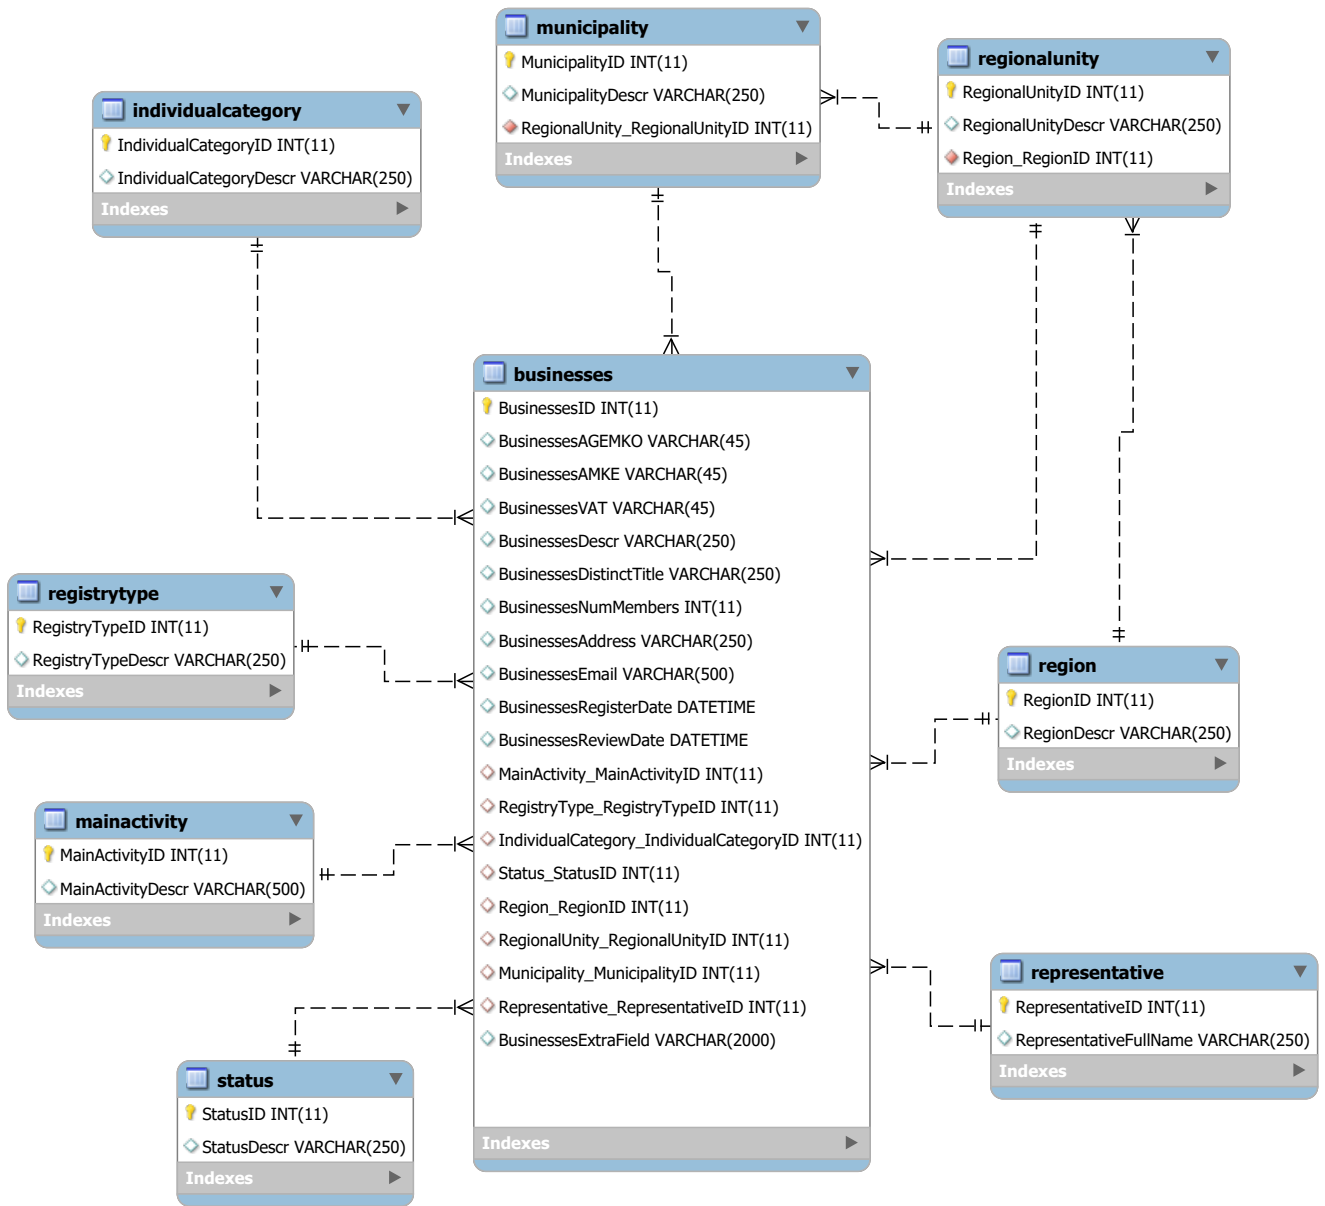 municipality
MunicipalityID INT(11)
MunicipalityDescr VARCHAR(250)
RegionalUnity_RegionalUnityID INT(11)
Indexes
regionalunity
RegionalUnityID INT(11)
RegionalUnityDescr VARCHAR(250)
Region_RegionID INT(11)
Indexes
individualcategory
IndividualCategoryID INT(11)
IndividualCategoryDescr VARCHAR(250)
Indexes
businesses
BusinessesID INT(11)
BusinessesAGEMKO VARCHAR(45)
BusinessesAMKE VARCHAR(45)
BusinessesVAT VARCHAR(45)
BusinessesDescr VARCHAR(250)
BusinessesDistinctTitle VARCHAR(250)
BusinessesNumMembers INT(11)
BusinessesAddress VARCHAR(250)
BusinessesEmail VARCHAR(500)
BusinessesRegisterDate DATETIME
BusinessesReviewDate DATETIME
MainActivity_MainActivityID INT(11)
RegistryType_RegistryTypeID INT(11)
IndividualCategory_IndividualCategoryID INT(11)
Status_StatusID INT(11)
Region_RegionID INT(11)
RegionalUnity_RegionalUnityID INT(11)
Municipality_MunicipalityID INT(11)
Representative_RepresentativeID INT(11)
BusinessesExtraField VARCHAR(2000)
Indexes
registrytype
RegistryTypeID INT(11)
RegistryTypeDescr VARCHAR(250)
Indexes
region
RegionID INT(11)
RegionDescr VARCHAR(250)
Indexes
mainactivity
MainActivityID INT(11)
MainActivityDescr VARCHAR(500)
Indexes
representative
RepresentativeID INT(11)
RepresentativeFullName VARCHAR(250)
Indexes
status
StatusID INT(11)
StatusDescr VARCHAR(250)
Indexes